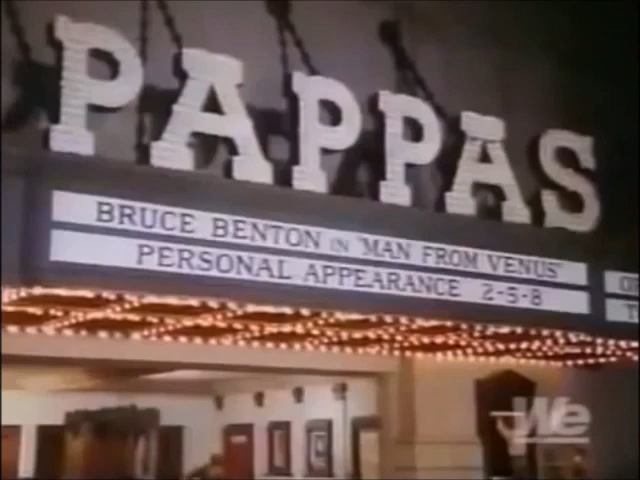 PAPPAS
BRUCE BENTON IN "MAN FROM VENUS"
PERSONAL APPEARANCE 2-5-8
We